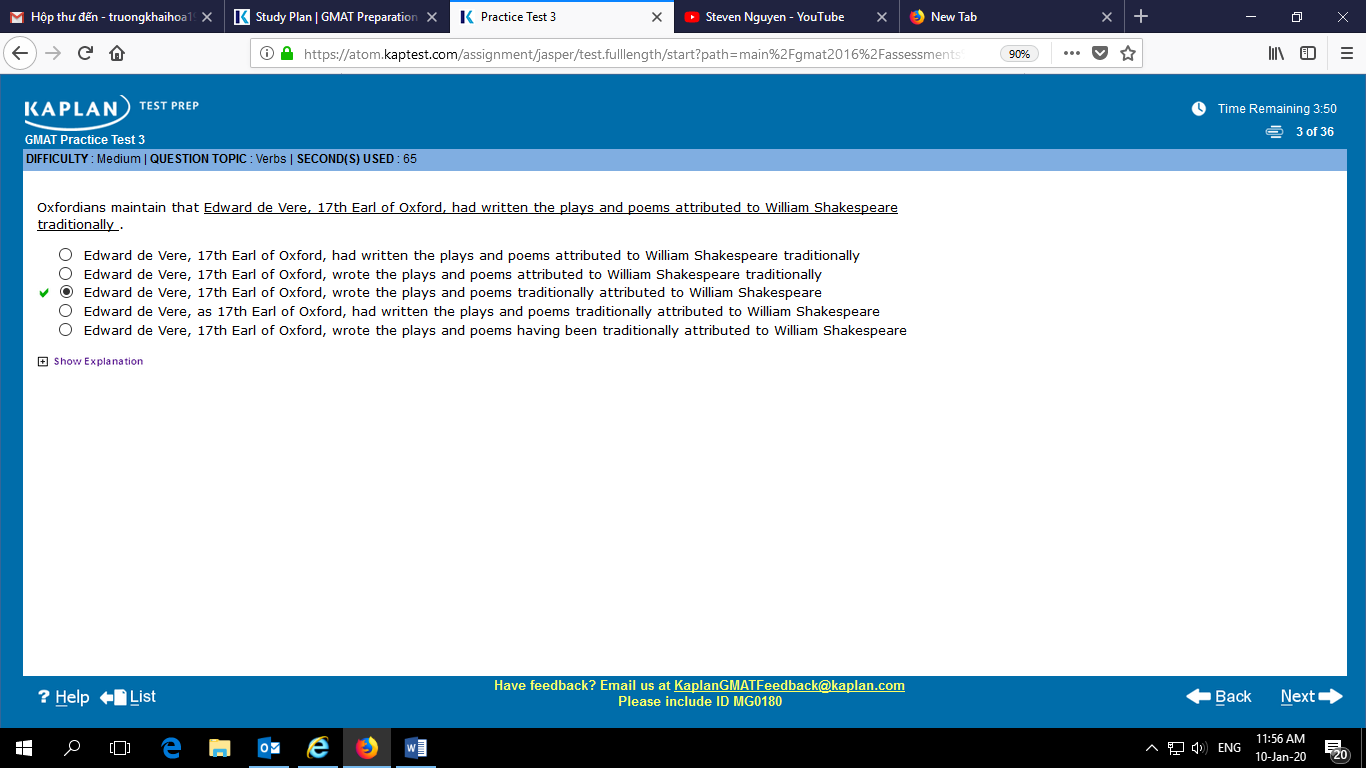 Hộp thư đến - truongkhaihoa15
Study Plan | GMAT Preparation
Practice Test 3
Steven Nguyen - YouTube
New Tab
https://atom.kaptest.com/assignment/jasper/test.fulllength/start?path=main%2Fgmat2016%2Fassessments
90%
KAPLAN TEST PREP
Time Remaining 3:50
GMAT Practice Test 3
3 of 36
DIFFICULTY : Medium | QUESTION TOPIC : Verbs | SECOND(S) USED : 65
Oxfordians maintain that Edward de Vere, 17th Earl of Oxford, had written the plays and poems attributed to William Shakespeare
traditionally .
Edward de Vere, 17th Earl of Oxford, had written the plays and poems attributed to William Shakespeare traditionally
Edward de Vere, 17th Earl of Oxford, wrote the plays and poems attributed to William Shakespeare traditionally
Edward de Vere, 17th Earl of Oxford, wrote the plays and poems traditionally attributed to William Shakespeare
Edward de Vere, as 17th Earl of Oxford, had written the plays and poems traditionally attributed to William Shakespeare
Edward de Vere, 17th Earl of Oxford, wrote the plays and poems having been traditionally attributed to William Shakespeare
Show Explanation
? Help List
Have feedback? Email us at KaplanGMATFeedback@kaplan.com
Please include ID MG0180
Back Next
ENG
11:56 AM
10-Jan-20
20